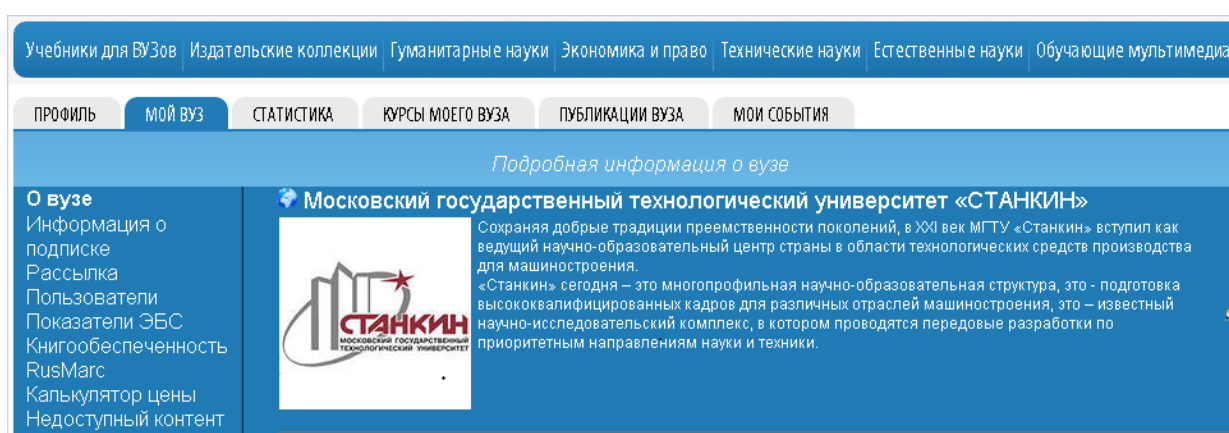 Учебники для ВУЗов Издательские коллекции Гуманитарные науки Экономика и право Технические науки Естественные науки Обучающие мультимедиа
ПРОФИЛЬ МОЙ ВУЗ СТАТИСТИКА КУРСЫ МОЕГО ВУЗА ПУБЛИКАЦИИ ВУЗА МОИ СОБЫТИЯ
Подробная информация о вузе
О вузе
Информация о
подписке
Рассылка
Пользователи
Показатели ЭБС
Книгообеспеченность
RusMarc
Калькулятор цены
Недоступный контент
Московский государственный технологический университет «СТАНКИН»
СТАНКИН
МОСКОВСКИЙ ГОСУДАРСТВЕННЫЙ
ТЕХНОЛОГИЧЕСКИЙ УНИВЕРСИТЕТ
Сохраняя добрые традиции преемственности поколений, в XXI век МГТУ «Станкин» вступил как
ведущий научно-образовательный центр страны в области технологических средств производства
для машиностроения.
«Станкин» сегодня – это многопрофильная научно-образовательная структура, это - подготовка
высококвалифицированных кадров для различных отраслей машиностроения, это – известный
научно-исследовательский комплекс, в котором проводятся передовые разработки по
приоритетным направлениям науки и техники.